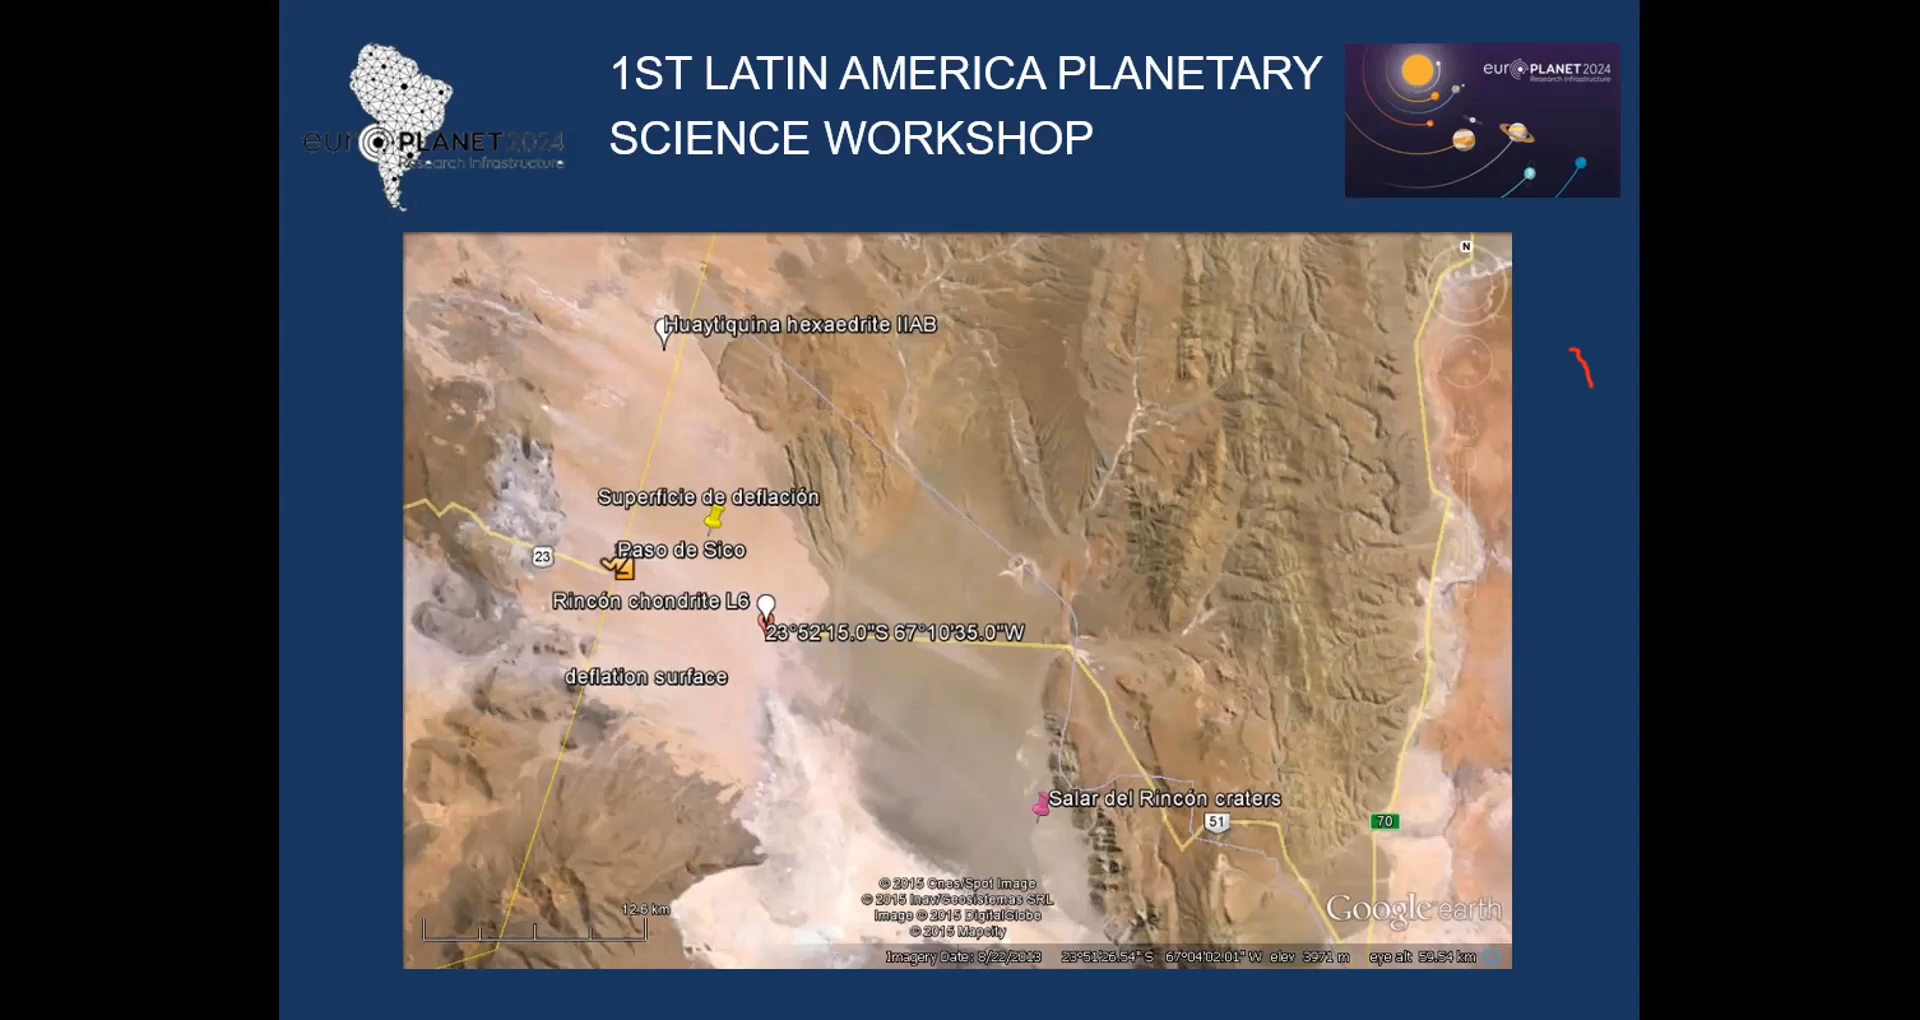 1ST LATIN AMERICA PLANETARY
SCIENCE WORKSHOP
euroPLANET 2024
Research Infrastructure
euroPLANET 2024
Research Infrastructure
N
Huaytiquina hexaedrite IIAB
Superficie de deflación
Paso de Sico
23
Rincón chondrite L6
23°52'15.0"S 67°10'35.0"W
deflation surface
Salar del Rincón craters
51
70
© 2015 Cnes/Spot Image
© 2015 Inav/Geosistemas SRL
Image © 2015 DigitalGlobe
© 2015 Mapcity
12.6 km
Google earth
Imagery Date: 8/22/2013 23°51'26.54" S 67°04'02.01" W elev 3971 m eye alt 59.54 km